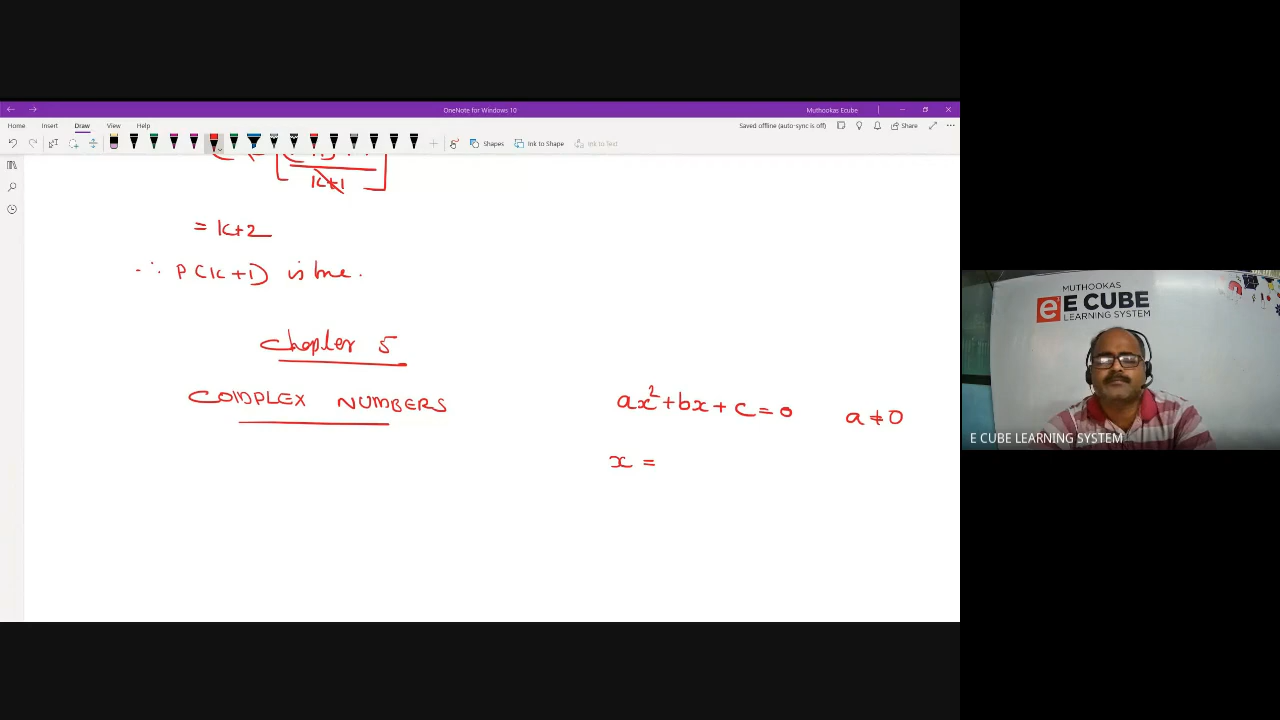 OneNote for Windows 10
Muthookas Ecube
Home Insert Draw View Help
Saved offline (auto-sync is off) Share
Shapes Ink to Shape Ink to Text
k+1
= k+2
∴ P(k+1) is true.
Chapter 5
COMPLEX NUMBERS
ax²+bx+c=0 a≠0
x =
MUTHOOKAS
e E CUBE
LEARNING SYSTEM
E CUBE LEARNING SYSTEM